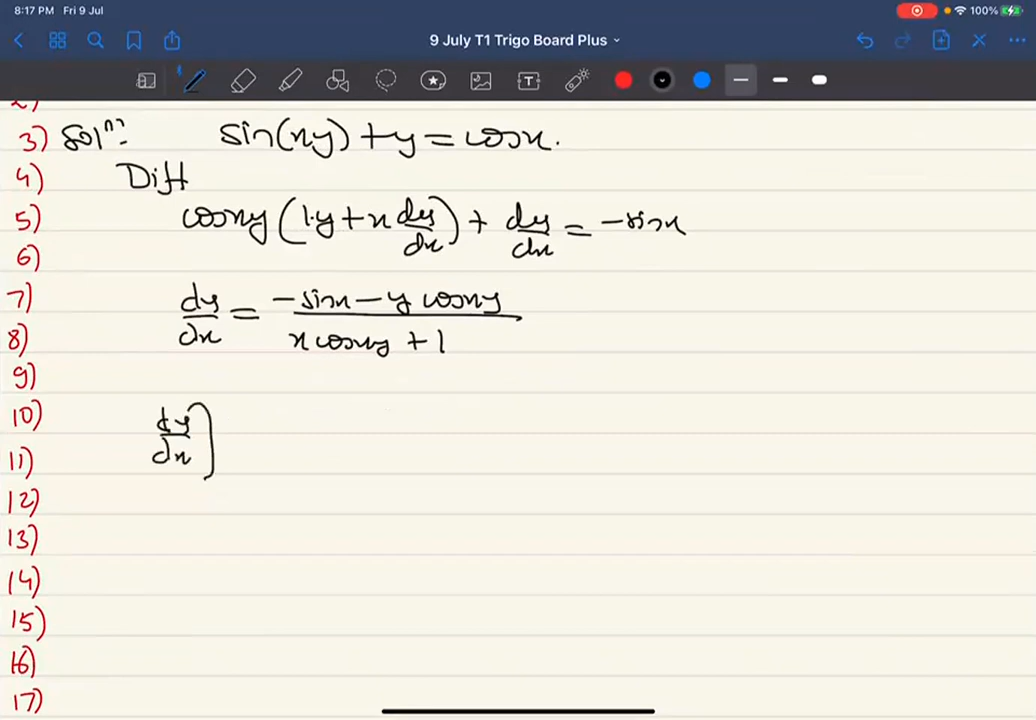 8:17 PM Fri 9 Jul 100%
9 July T1 Trigo Board Plus
2)
3) Solⁿ: sin(xy) + y = cosx.
4) Diff
5) cosxy (1·y + x dy/dx) + dy/dx = -sinx
6)
7) dy/dx = -sinx - y cosxy / x cosxy + 1
8)
9)
10) dy/dx]
11)
12)
13)
14)
15)
16)
17)